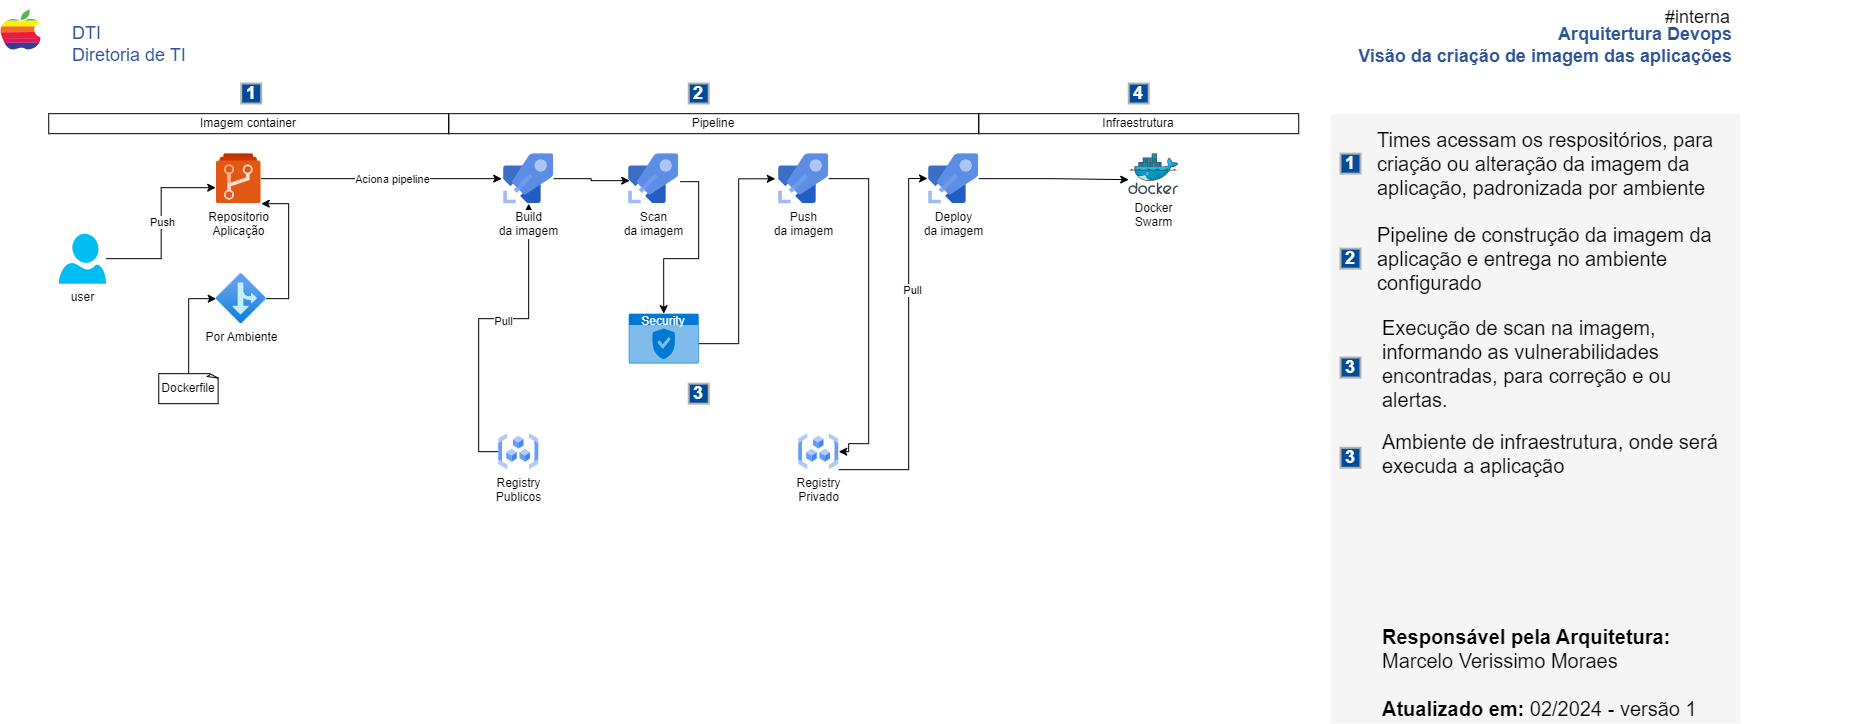 DTI
Diretoria de TI
#interna
Arquitertura Devops
Visão da criação de imagem das aplicações
1
2
4
Imagem container
Pipeline
Infraestrutura
Push
Repositorio
Aplicação
user
Por Ambiente
Dockerfile
Aciona pipeline
Build
da imagem
Scan
da imagem
Push
da imagem
Deploy
da imagem
docker
Docker
Swarm
Pull
Security
3
Pull
Registry
Publicos
Registry
Privado
1
Times acessam os respositórios, para
criação ou alteração da imagem da
aplicação, padronizada por ambiente
2
Pipeline de construção da imagem da
aplicação e entrega no ambiente
configurado
3
Execução de scan na imagem,
informando as vulnerabilidades
encontradas, para correção e ou
alertas.
3
Ambiente de infraestrutura, onde será
execuda a aplicação
Responsável pela Arquitetura:
Marcelo Verissimo Moraes
Atualizado em: 02/2024 - versão 1